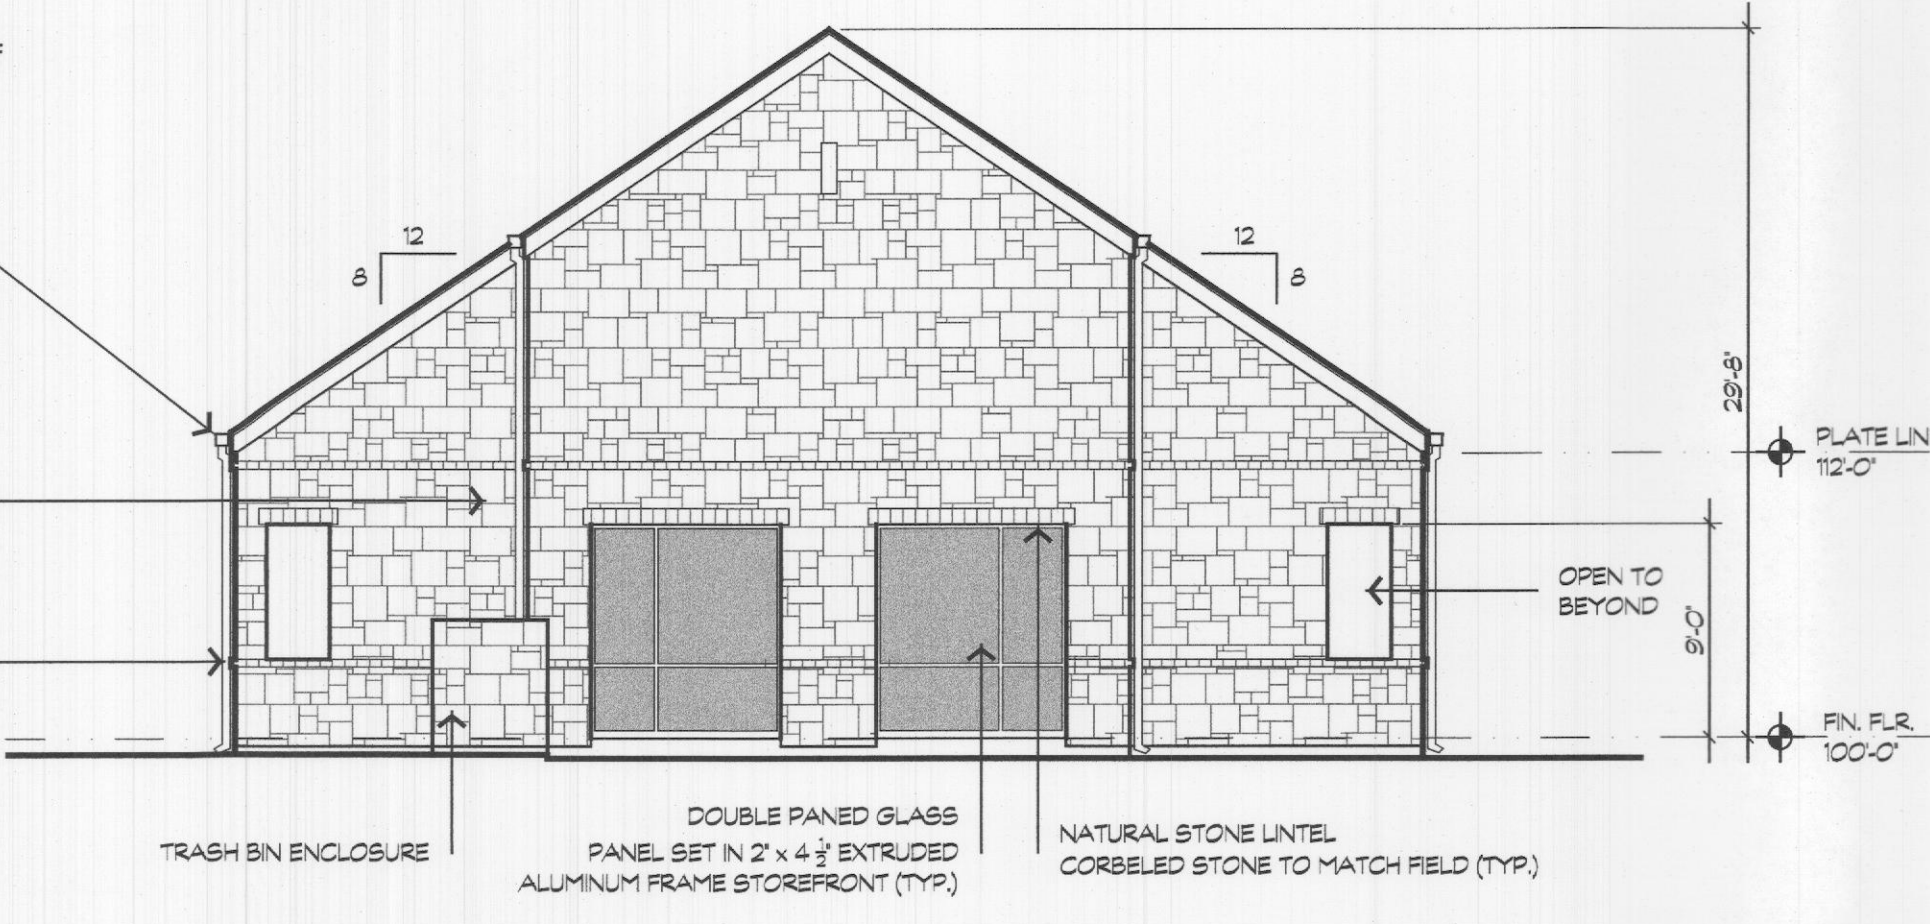 12
8
12
8
29'-8"
PLATE LIN
112'-0"
OPEN TO
BEYOND
9'-0"
FIN. FLR.
100'-0"
TRASH BIN ENCLOSURE
DOUBLE PANED GLASS
PANEL SET IN 2" x 4 1/2" EXTRUDED
ALUMINUM FRAME STOREFRONT (TYP.)
NATURAL STONE LINTEL
CORBELED STONE TO MATCH FIELD (TYP.)